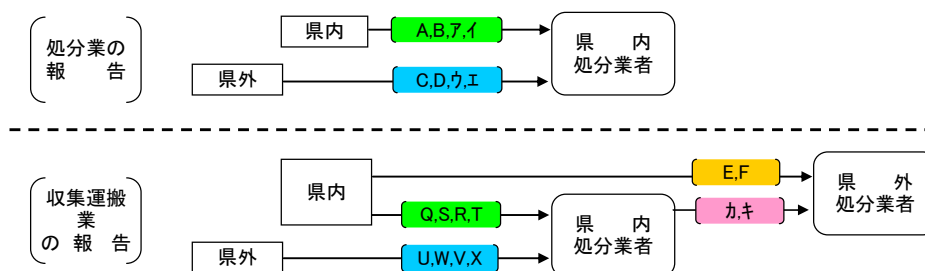 処分業の
報　　告
県内
A,B,ｱ,ｲ
県　　内
処分業者
県外
C,D,ｳ,ｴ
収集運搬
業
の 報 告
県内
E,F
県　　外
処分業者
Q,S,R,T
県　　内
処分業者
ｶ,ｷ
県外
U,W,V,X